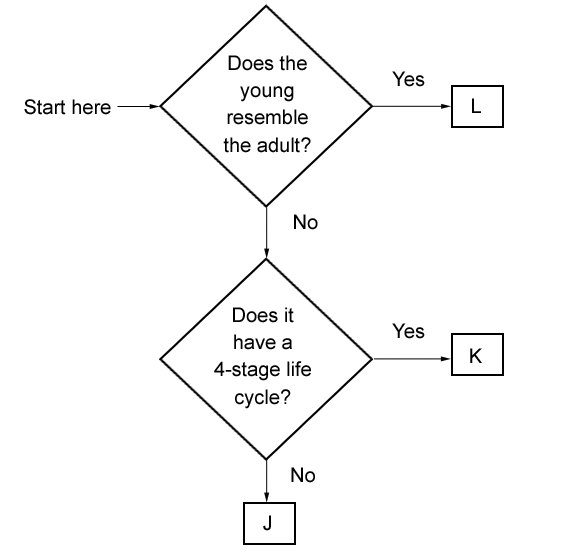 Does the
young
resemble
the adult?
Start here
Yes
L
No
Does it
have a
4-stage life
cycle?
Yes
K
No
J